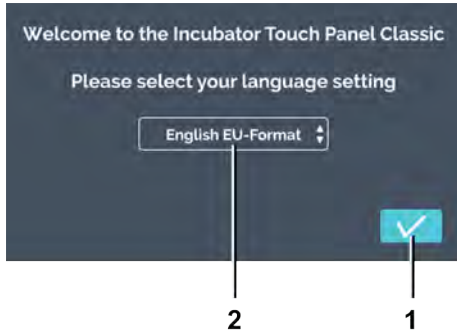 Welcome to the Incubator Touch Panel Classic
Please select your language setting
English EU-Format
2
1